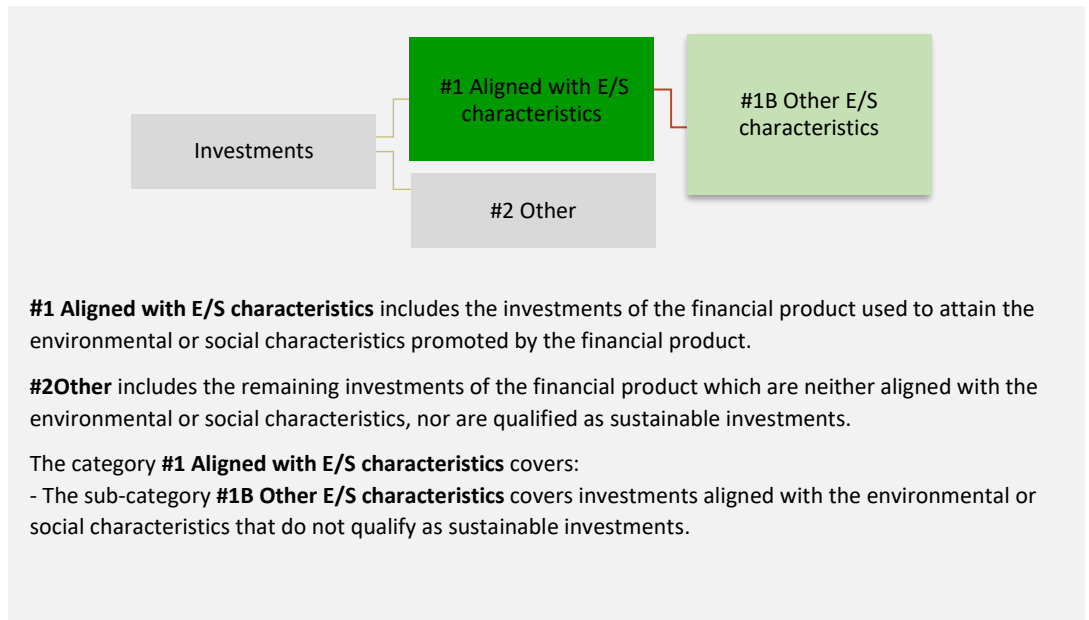 #1 Aligned with E/S
characteristics
#1B Other E/S
characteristics
Investments
#2 Other
#1 Aligned with E/S characteristics includes the investments of the financial product used to attain the
environmental or social characteristics promoted by the financial product.
#2Other includes the remaining investments of the financial product which are neither aligned with the
environmental or social characteristics, nor are qualified as sustainable investments.
The category #1 Aligned with E/S characteristics covers:
- The sub-category #1B Other E/S characteristics covers investments aligned with the environmental or
social characteristics that do not qualify as sustainable investments.